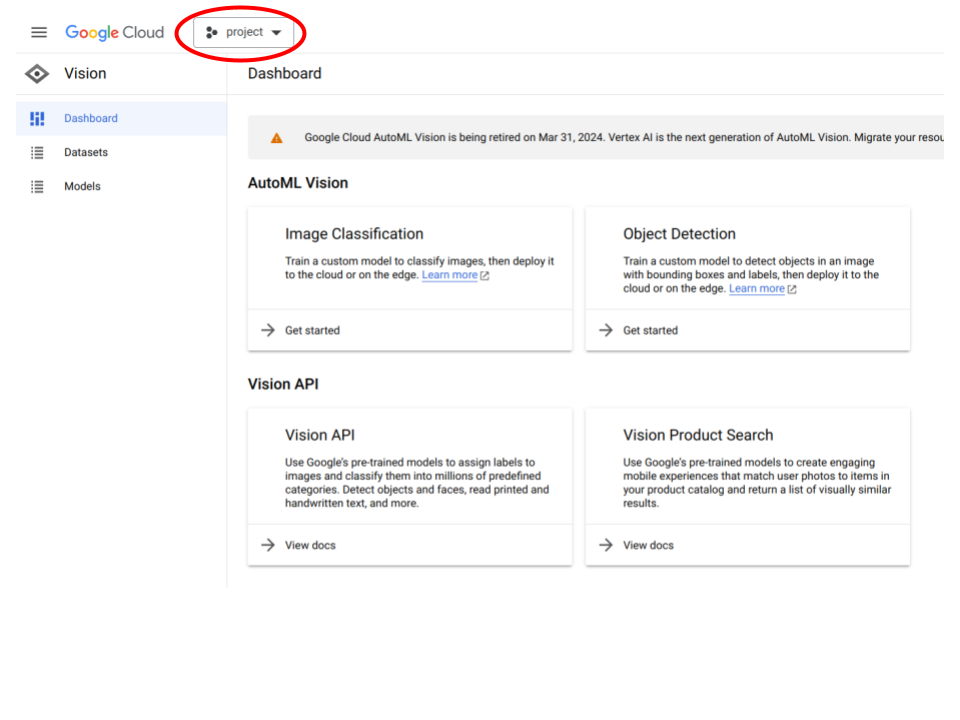 Google Cloud
project
Vision
Dashboard
Dashboard
Datasets
Models
Google Cloud AutoML Vision is being retired on Mar 31, 2024. Vertex AI is the next generation of AutoML Vision. Migrate your resou
AutoML Vision
Image Classification
Train a custom model to classify images, then deploy it
to the cloud or on the edge. Learn more
Get started
Object Detection
Train a custom model to detect objects in an image
with bounding boxes and labels, then deploy it to the
cloud or on the edge. Learn more
Get started
Vision API
Vision API
Use Google's pre-trained models to assign labels to
images and classify them into millions of predefined
categories. Detect objects and faces, read printed and
handwritten text, and more.
View docs
Vision Product Search
Use Google's pre-trained models to create engaging
mobile experiences that match user photos to items in
your product catalog and return a list of visually similar
results.
View docs